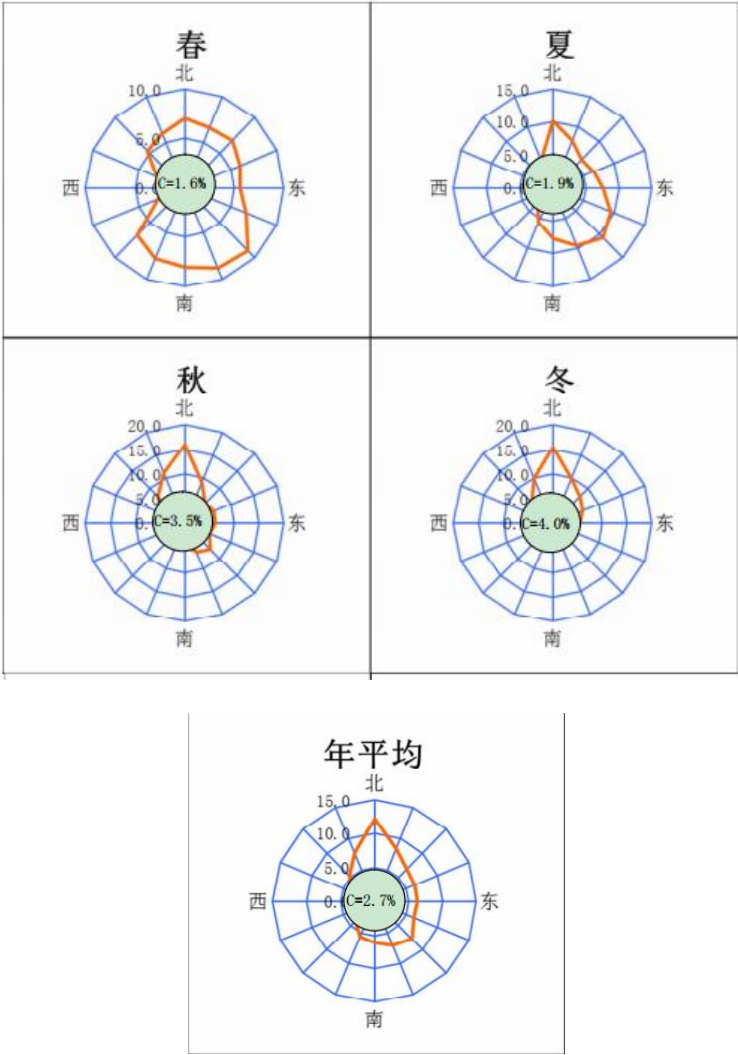 春
北
10.0
5.0
西
0.
C=1.6%
东
南
夏
北
15.0
10.0
5.0
西
0.
C=1.9%
东
南
秋
北
20.0
15.0
10.0
5.0
西
0.
C=3.5%
东
南
冬
北
20.0
15.0
10.0
5.0
西
0.
C=4.0%
东
南
年平均
北
15.0
10.0
5.0
西
0.
C=2.7%
东
南